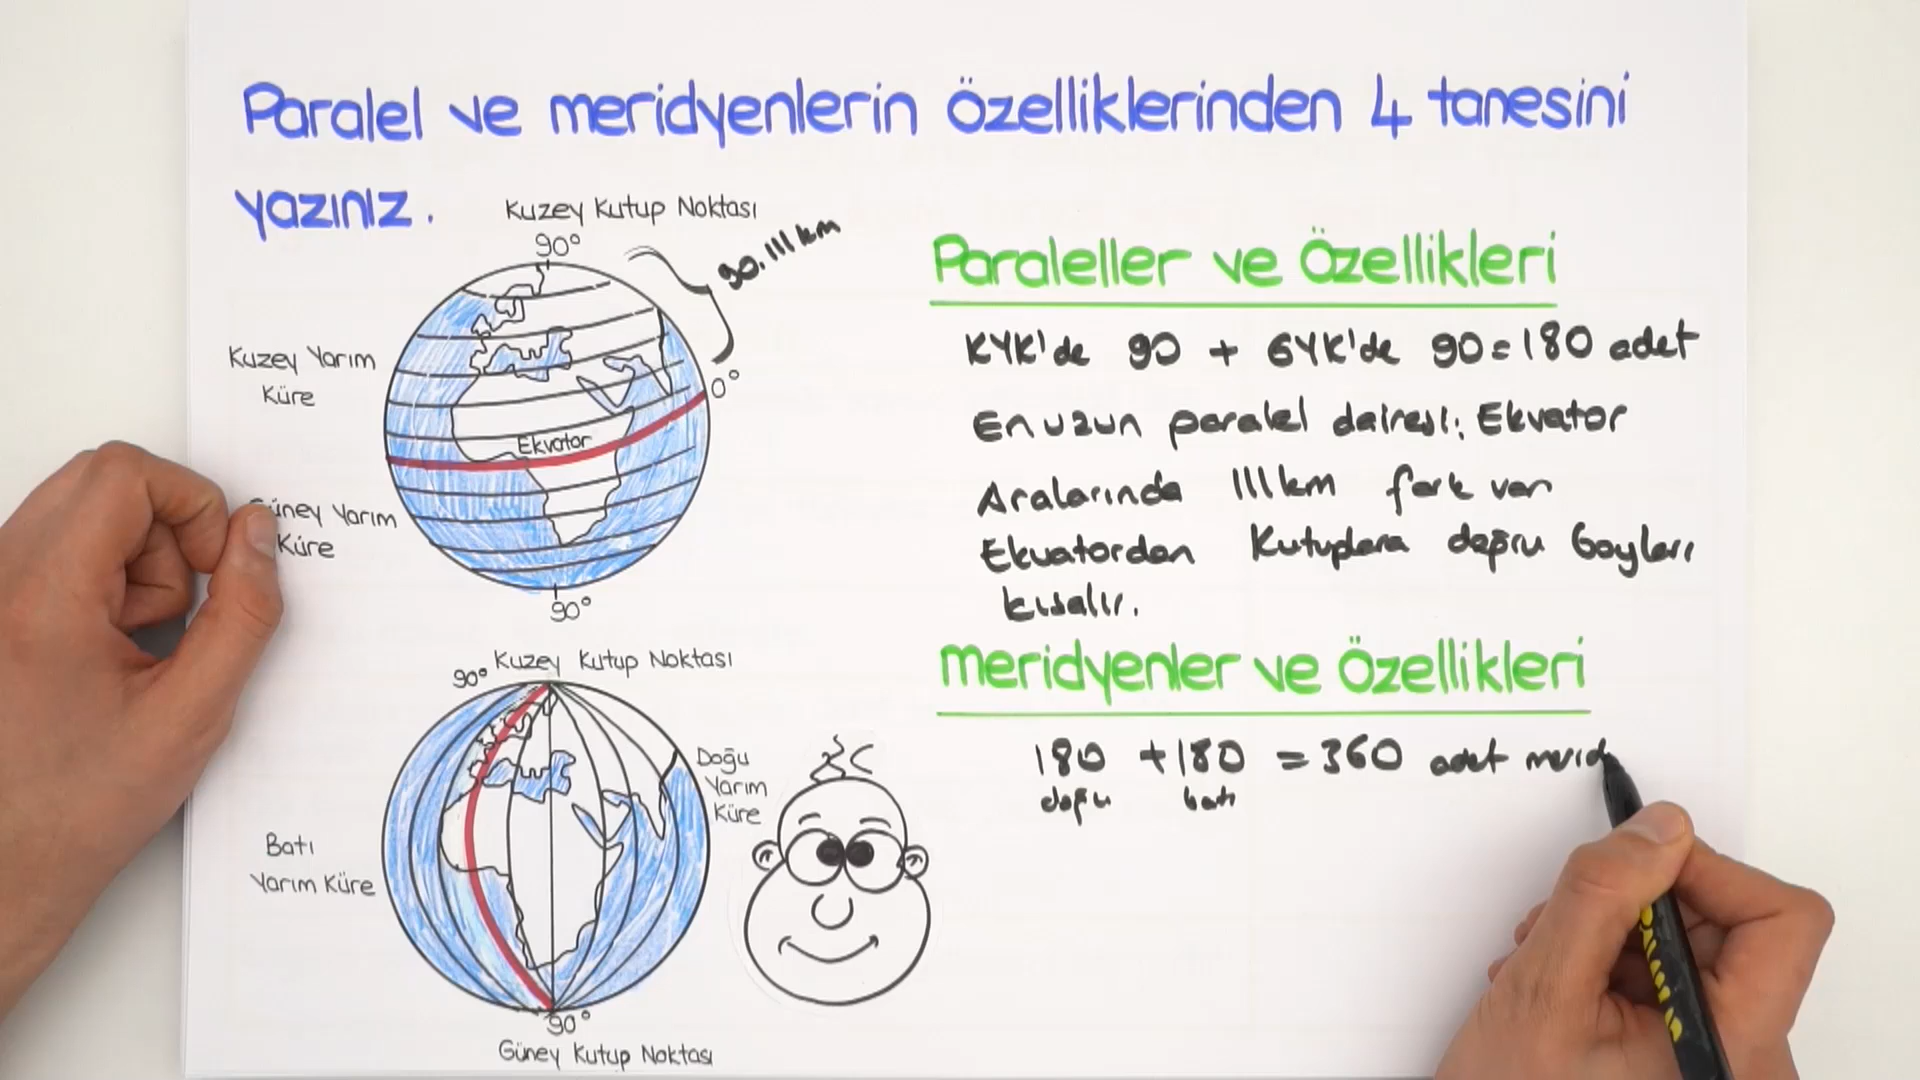 Paralel ve meridyenlerin özelliklerinden 4 tanesini
yazınız.
Kuzey Kutup Noktası
90°
90.111 km
Kuzey Yarım
Küre
0°
Ekvator
Güney Yarım
Küre
90°
Paraleller ve Özellikleri
KYK'de 90 + GYK'de 90 = 180 adet
En uzun paralel dairesi: Ekvator
Aralarında 111 km fark var
Ekvatordan Kutuplara doğru boyları
kısalır.
90° Kuzey Kutup Noktası
Doğu
Yarım
Küre
Batı
Yarım Küre
90°
Güney Kutup Noktası
Meridyenler ve Özellikleri
180 + 180 = 360 adet merid
doğu batı